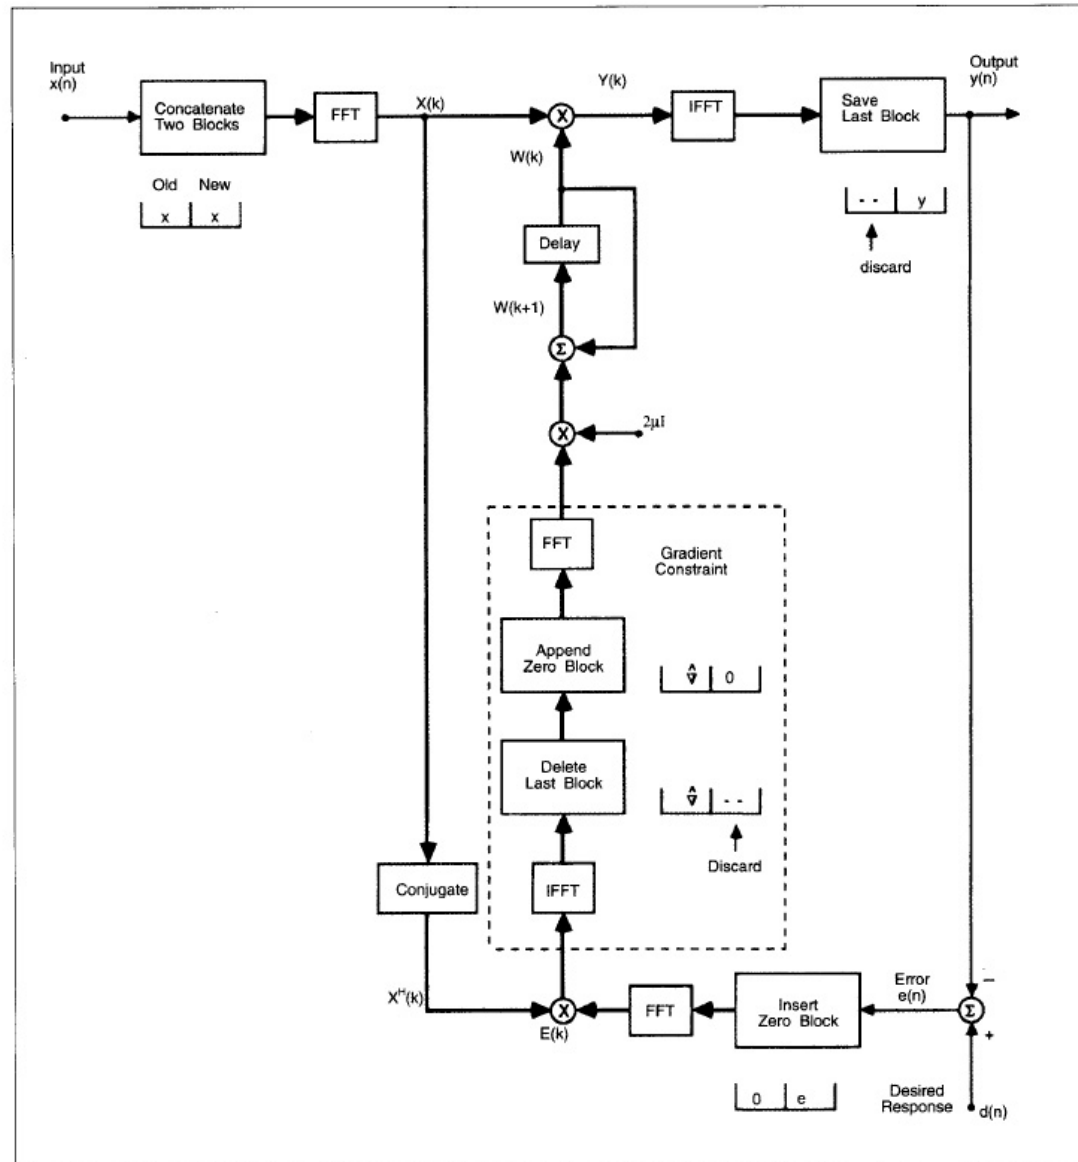 Input
x(n)
Concatenate
Two Blocks
FFT
X(k)
X
Y(k)
IFFT
Save
Last Block
Output
y(n)
W(k)
Old New
x x
- - y
discard
Delay
W(k+1)
Σ
X
2μI
FFT
Gradient
Constraint
Append
Zero Block
∇̂ 0
Delete
Last Block
∇̂ - -
Discard
IFFT
Conjugate
X^H(k)
X
E(k)
FFT
Insert
Zero Block
Error
e(n)
−
Σ
+
0 e
Desired
Response
d(n)